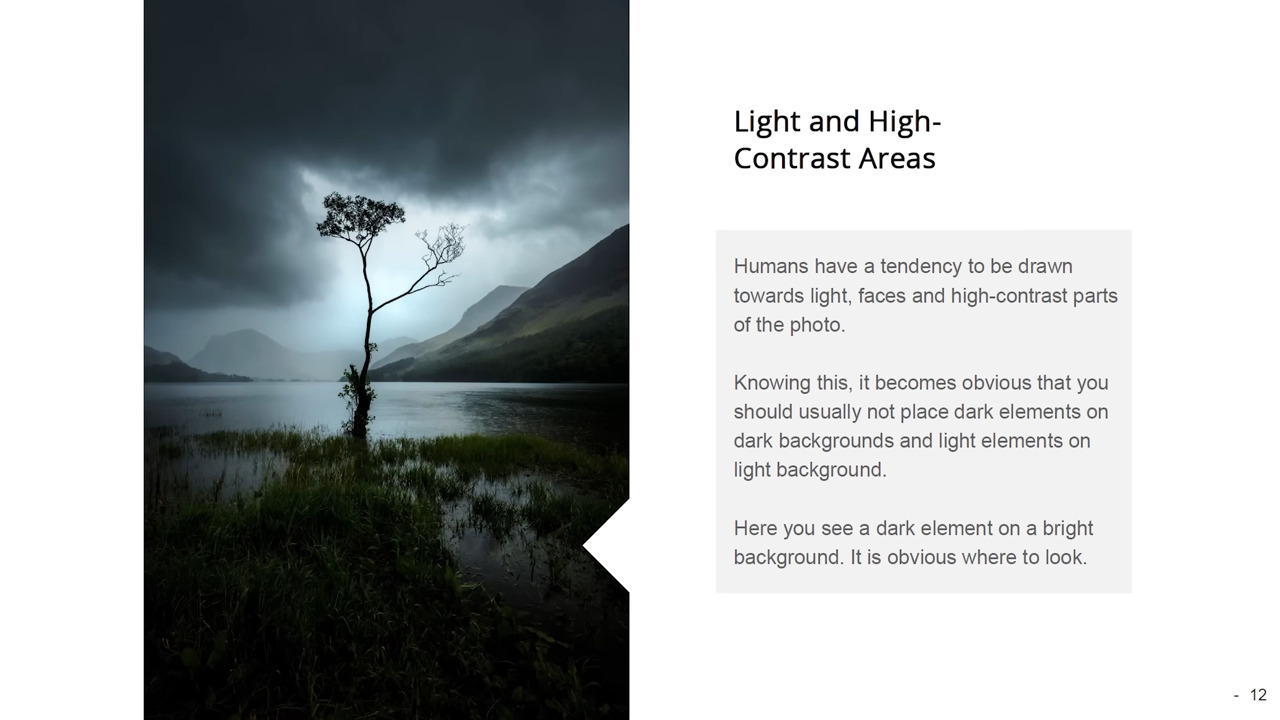 Light and High-
Contrast Areas
Humans have a tendency to be drawn
towards light, faces and high-contrast parts
of the photo.
Knowing this, it becomes obvious that you
should usually not place dark elements on
dark backgrounds and light elements on
light background.
Here you see a dark element on a bright
background. It is obvious where to look.
- 12